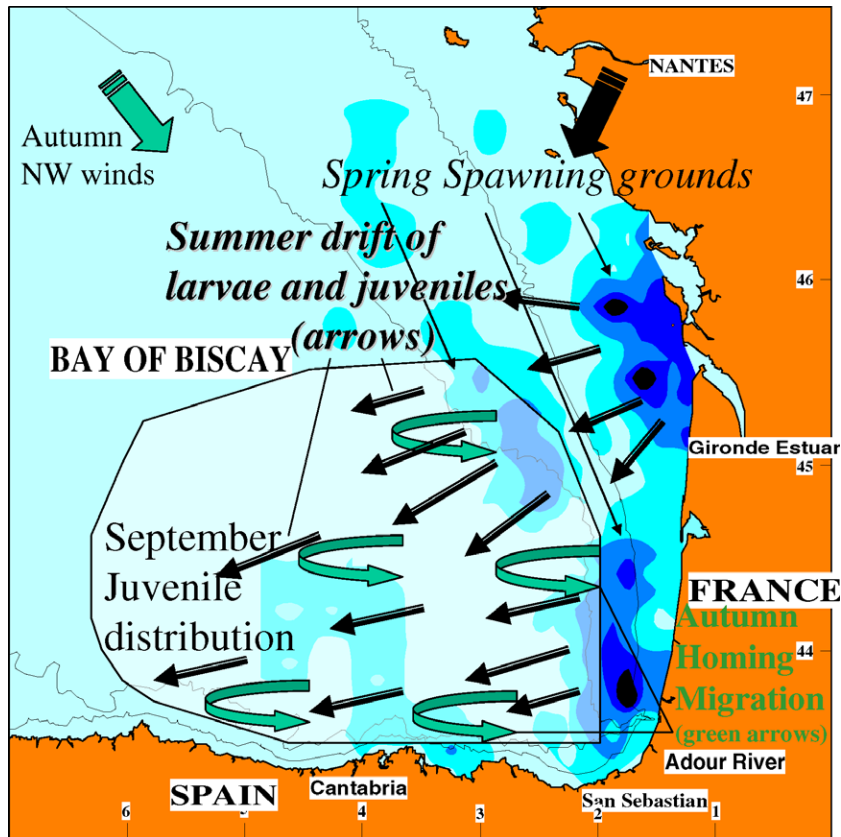 NANTES
47
Autumn
NW winds
Spring Spawning grounds
Summer drift of
larvae and juveniles
(arrows)
46
BAY OF BISCAY
Gironde Estuar
45
September
Juvenile
distribution
FRANCE
Autumn
Homing
Migration
(green arrows)
44
Adour River
SPAIN
Cantabria
San Sebastian
6
5
4
3
2
1